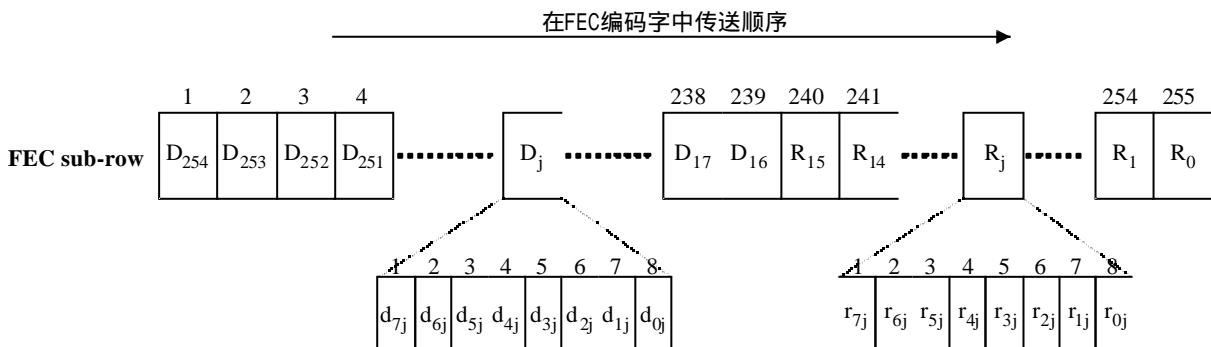 在FEC编码字中传送顺序
1 2 3 4 238 239 240 241 254 255
FEC sub-row D254 D253 D252 D251 Dj D17 D16 R15 R14 Rj R1 R0
1 2 3 4 5 6 7 8 1 2 3 4 5 6 7 8
d7j d6j d5j d4j d3j d2j d1j d0j r7j r6j r5j r4j r3j r2j r1j r0j